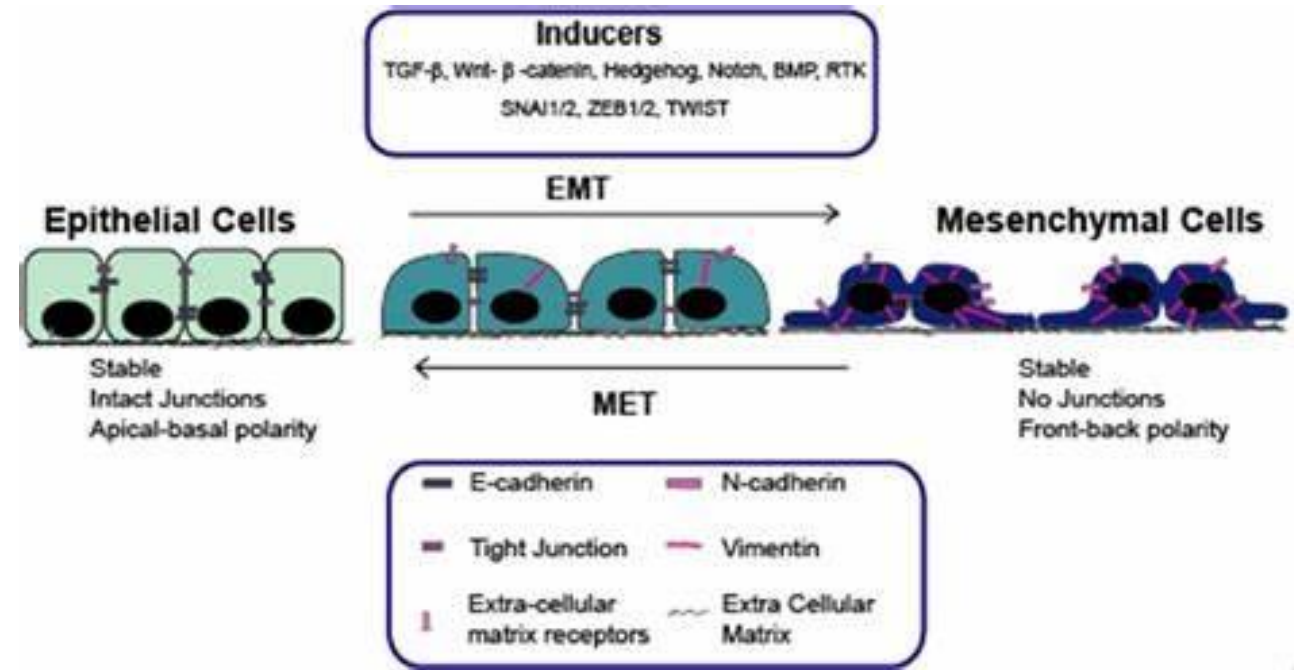 Inducers
TGF-β, Wnt- β -catenin, Hedgehog, Notch, BMP, RTK
SNAI1/2, ZEB1/2, TWIST
EMT
Epithelial Cells
Mesenchymal Cells
Stable
Intact Junctions
Apical-basal polarity
MET
Stable
No Junctions
Front-back polarity
E-cadherin
N-cadherin
Tight Junction
Vimentin
Extra-cellular
matrix receptors
Extra Cellular
Matrix